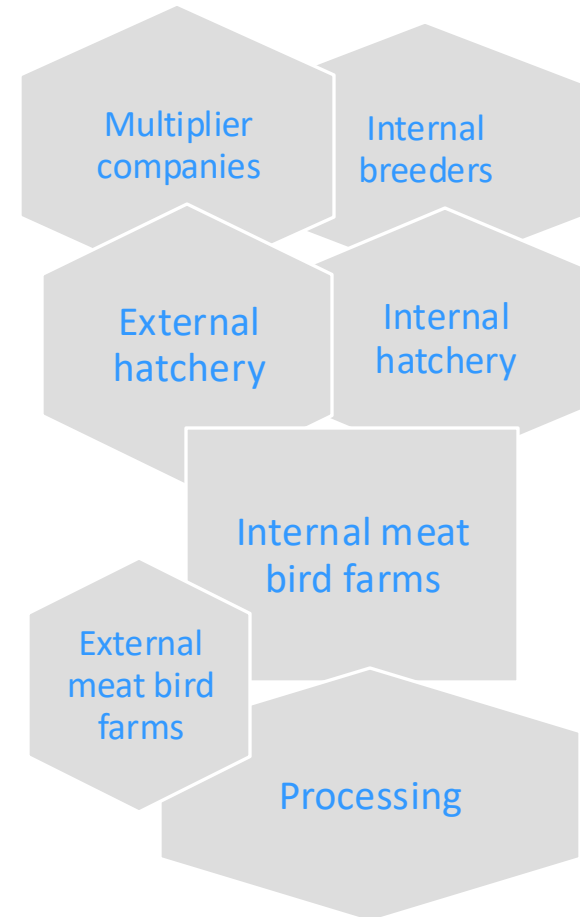 Multiplier
companies
Internal
breeders
External
hatchery
Internal
hatchery
Internal meat
bird farms
External
meat bird
farms
Processing